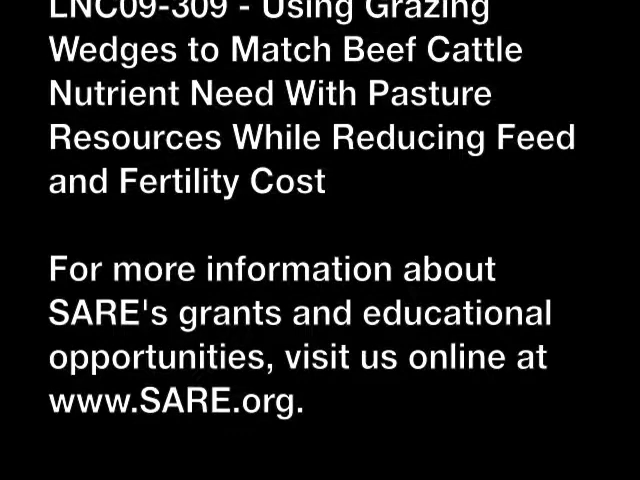 LNC09-309 - Using Grazing
Wedges to Match Beef Cattle
Nutrient Need With Pasture
Resources While Reducing Feed
and Fertility Cost
For more information about
SARE's grants and educational
opportunities, visit us online at
www.SARE.org.